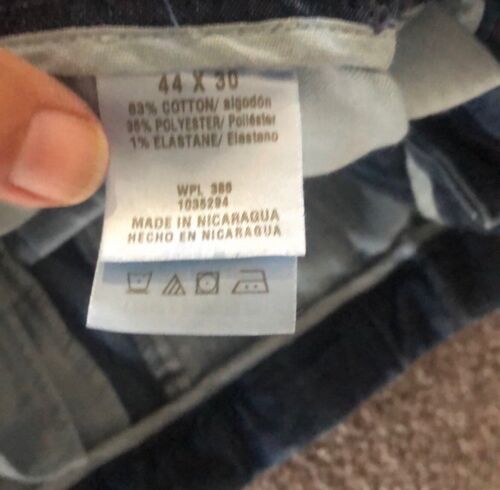 44 X 30
63% COTTON/ algodón
36% POLYESTER/ Poliéster
1% ELASTANE/ Elastano
WPL 386
1035294
MADE IN NICARAGUA
HECHO EN NICARAGUA